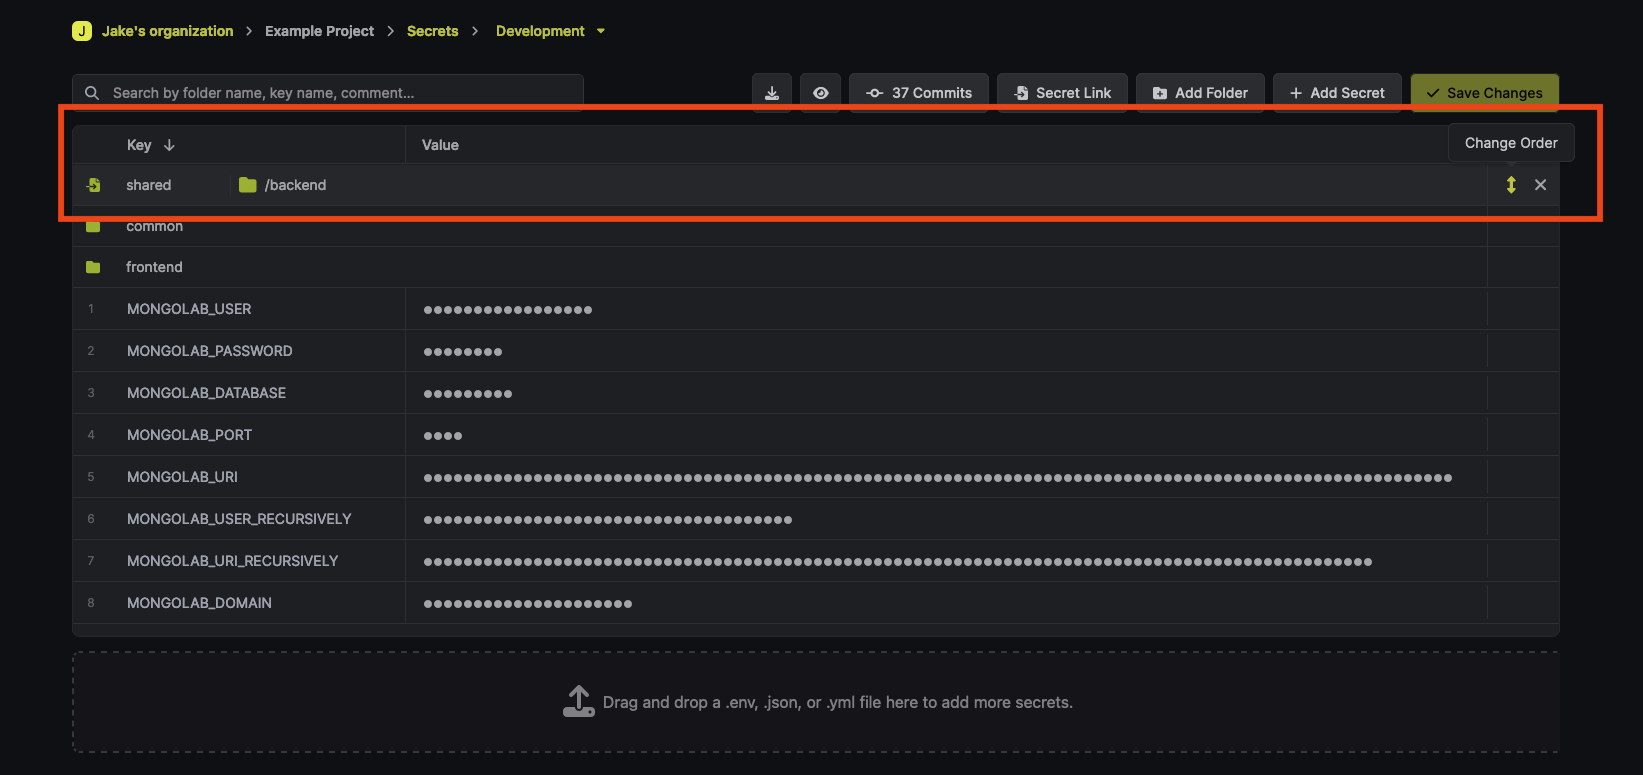 J Jake's organization > Example Project > Secrets > Development
Search by folder name, key name, comment...
37 Commits
Secret Link
Add Folder
+ Add Secret
Save Changes
Key ↓
Value
Change Order
shared
/backend
common
frontend
1 MONGOLAB_USER
2 MONGOLAB_PASSWORD
3 MONGOLAB_DATABASE
4 MONGOLAB_PORT
5 MONGOLAB_URI
6 MONGOLAB_USER_RECURSIVELY
7 MONGOLAB_URI_RECURSIVELY
8 MONGOLAB_DOMAIN
Drag and drop a .env, .json, or .yml file here to add more secrets.